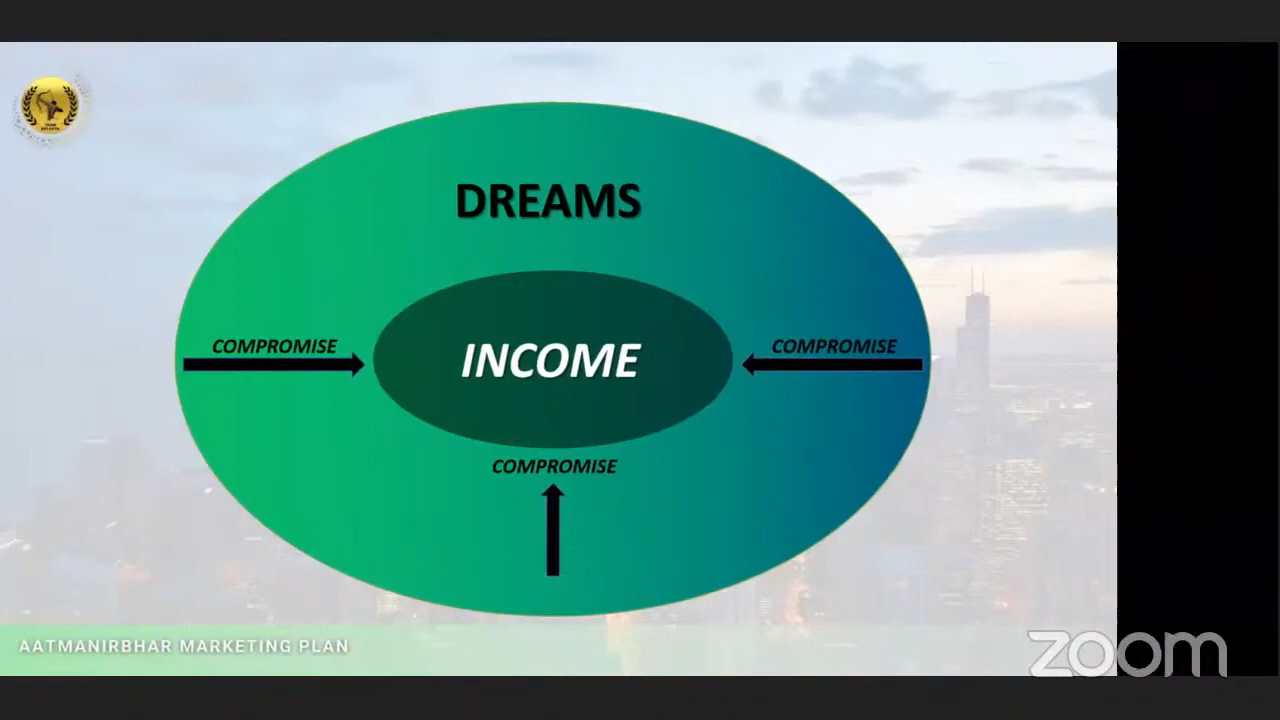 DREAMS
COMPROMISE
INCOME
COMPROMISE
COMPROMISE
AATMANIRBHAR MARKETING PLAN
zoom